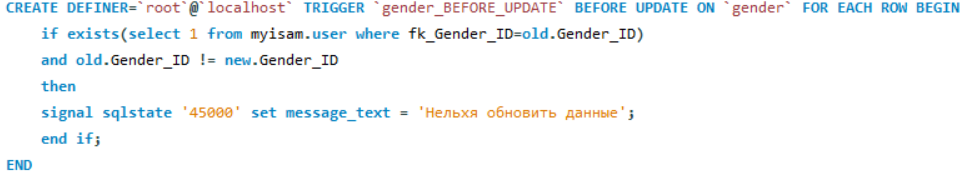 CREATE DEFINER=`root`@`localhost` TRIGGER `gender_BEFORE_UPDATE` BEFORE UPDATE ON `gender` FOR EACH ROW BEGIN
if exists(select 1 from myisam.user where fk_Gender_ID=old.Gender_ID)
and old.Gender_ID != new.Gender_ID
then
signal sqlstate '45000' set message_text = 'Нельхя обновить данные';
end if;
END